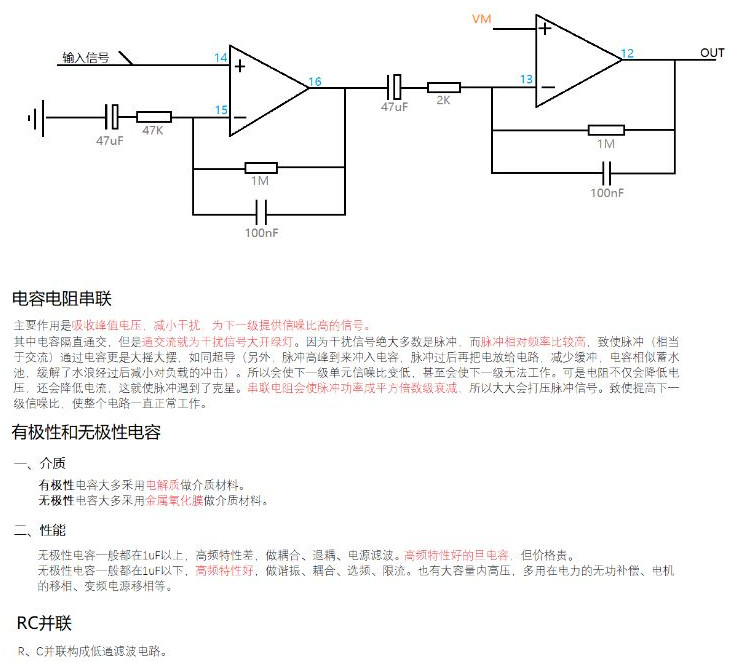 VM
输入信号
14
15
16
13
12
OUT
47uF
47K
1M
100nF
47uF
2K
1M
100nF
电容电阻串联
主要作用是吸收峰值电压，减小干扰，为下一级提供信噪比高的信号。
其中电容隔直通交，但是通交流就为干扰信号大开绿灯。因为干扰信号绝大多数是脉冲，而脉冲相对频率比较高，致使脉冲（相当
于交流）通过电容更是大摇大摆，如同超导（另外，脉冲高峰到来冲入电容，脉冲过后再把电放给电路，减少缓冲，电容相似蓄水
池，缓解了水浪经过后减小对负载的冲击）。所以会使下一级单元信噪比变低，甚至会使下一级无法工作。可是电阻不仅会降低电
压，还会降低电流，这就使脉冲遇到了克星。串联电阻会使脉冲功率成平方倍数级衰减，所以大大会打压脉冲信号。致使提高下一
级信噪比，使整个电路一直正常工作。
有极性和无极性电容
一、介质
有极性电容大多采用电解质做介质材料。
无极性电容大多采用金属氧化膜做介质材料。
二、性能
无极性电容一般都在1uF以上，高频特性差，做耦合、退耦、电源滤波。高频特性好的旦电容，但价格贵。
无极性电容一般都在1uF以下，高频特性好，做谐振、耦合、选频、限流。也有大容量内高压，多用在电力的无功补偿、电机
的移相、变频电源移相等。
RC并联
R、C并联构成低通滤波电路。